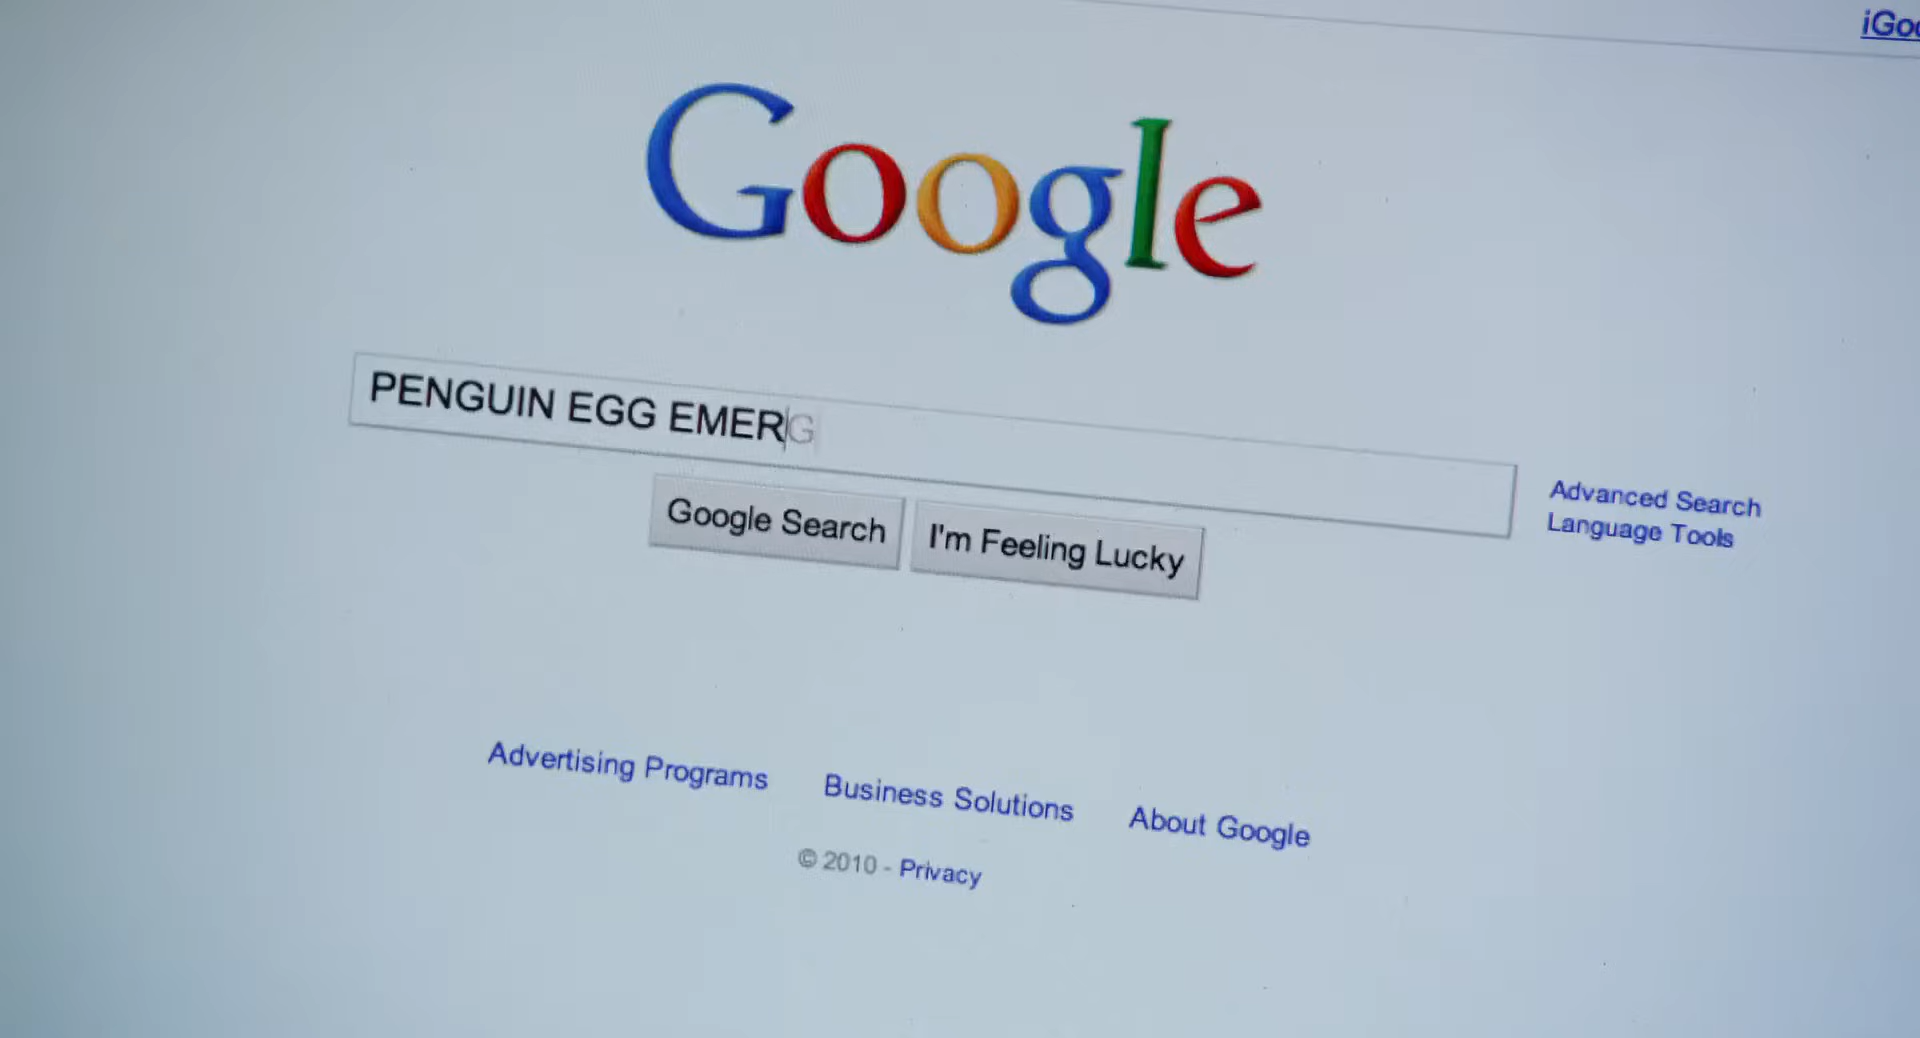 iGoo
Google
PENGUIN EGG EMERG
Google Search
I'm Feeling Lucky
Advanced Search
Language Tools
Advertising Programs
Business Solutions
About Google
© 2010 - Privacy